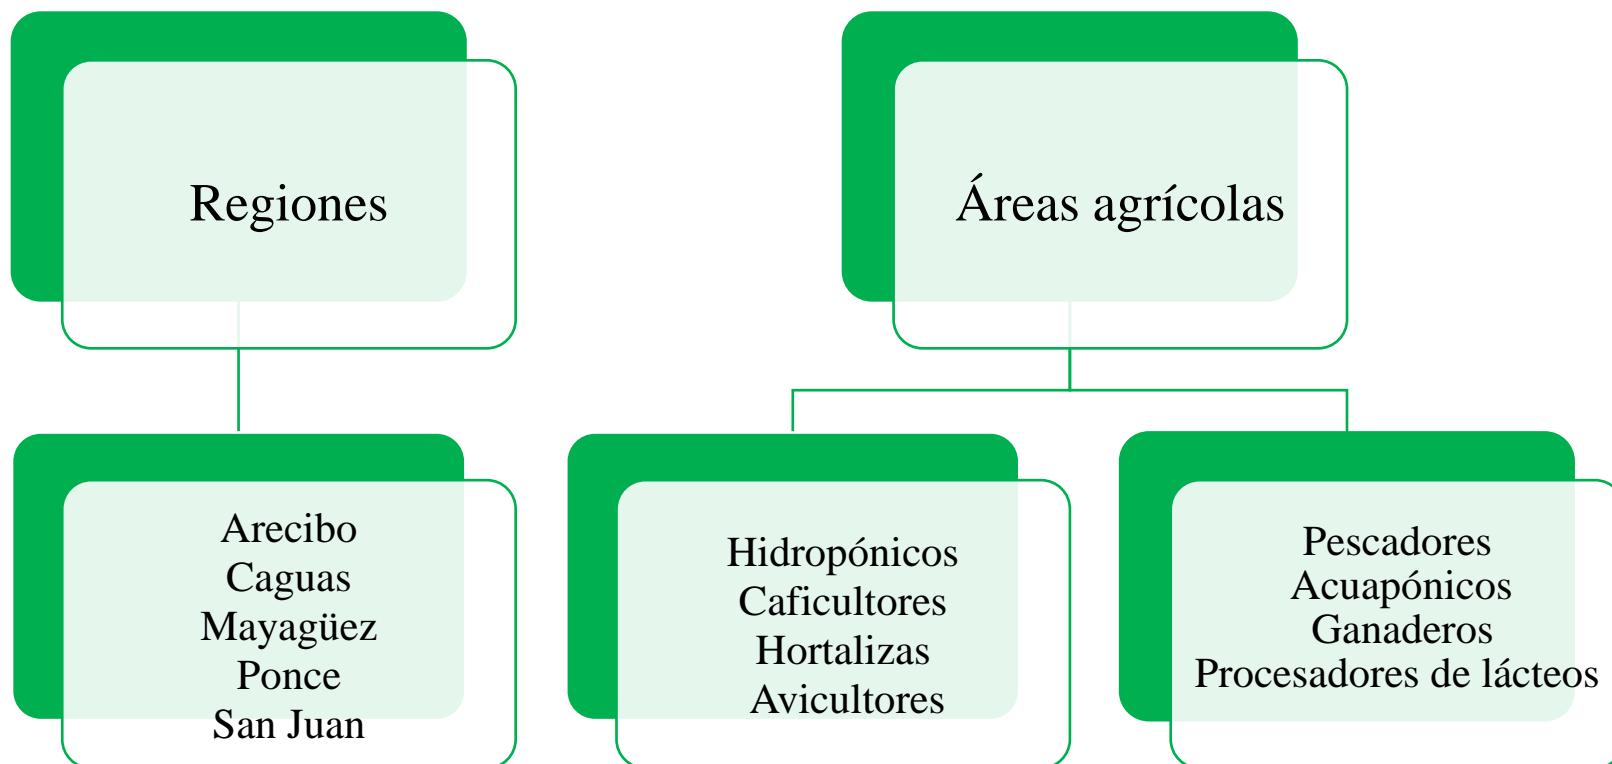 Regiones
Áreas agrícolas
Arecibo
Caguas
Mayagüez
Ponce
San Juan
Hidropónicos
Caficultores
Hortalizas
Avicultores
Pescadores
Acuapónicos
Ganaderos
Procesadores de lácteos